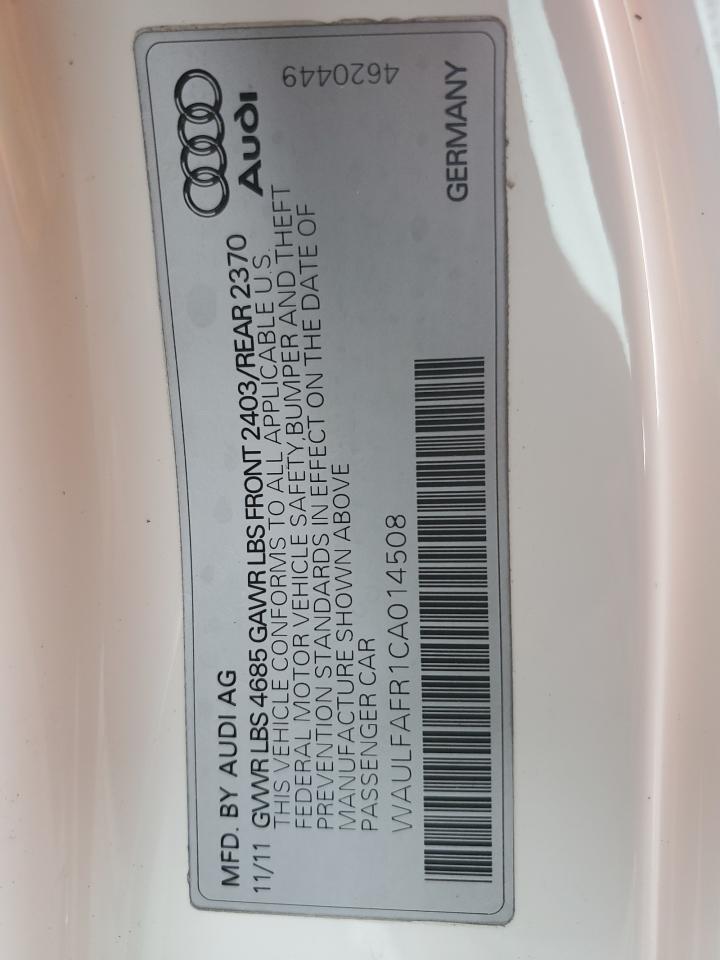 MFD. BY AUDI AG
11/11 GVWR LBS 4685 GAWR LBS FRONT 2403/REAR 2370
THIS VEHICLE CONFORMS TO ALL APPLICABLE U.S.
FEDERAL MOTOR VEHICLE SAFETY,BUMPER AND THEFT
PREVENTION STANDARDS IN EFFECT ON THE DATE OF
MANUFACTURE SHOWN ABOVE
PASSENGER CAR
WAULFAFR1CA014508
Audi
4620449
GERMANY